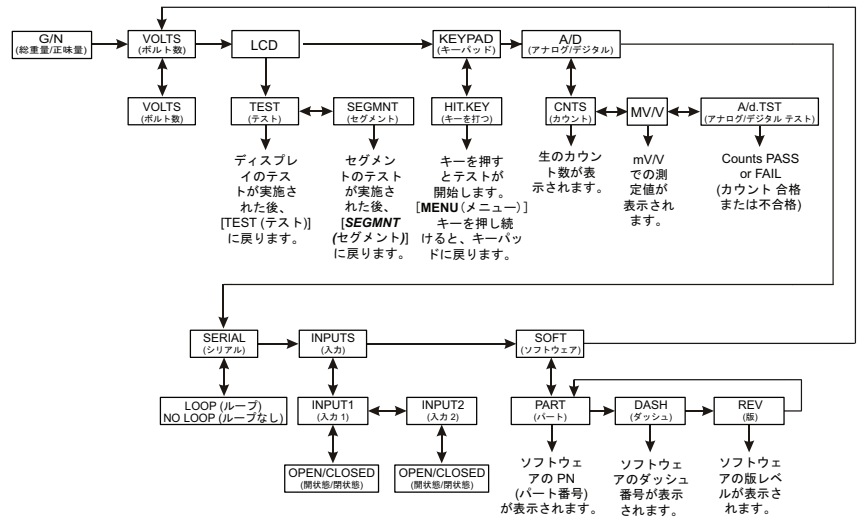 G/N
(総重量/正味量)
VOLTS
(ボルト数)
LCD
KEYPAD
(キーパッド)
A/D
(アナログ/デジタル)
VOLTS
(ボルト数)
TEST
(テスト)
SEGMNT
(セグメント)
HIT.KEY
(キーを打つ)
CNTS
(カウント)
MV/V
A/d.TST
(アナログ/デジタル テスト)
ディスプレ
イのテス
トが実施さ
れた後、
[TEST (テスト)]
に戻ります。
セグメン
トのテスト
が実施さ
れた後、
[SEGMNT
(セグメント)]
に戻ります。
キーを押す
とテストが
開始します。
[MENU(メニュー)]
キーを押し続
けると、キーパッ
ドに戻ります。
生のカウン
ト数が表
示されます。
mV/V
での測
定値が
表示され
ます。
Counts PASS
or FAIL
(カウント 合格
または不合格)
SERIAL
(シリアル)
INPUTS
(入力)
SOFT
(ソフトウェア)
LOOP (ループ)
NO LOOP (ループなし)
INPUT1
(入力 1)
INPUT2
(入力 2)
PART
(パート)
DASH
(ダッシュ)
REV
(版)
OPEN/CLOSED
(開状態/閉状態)
OPEN/CLOSED
(開状態/閉状態)
ソフトウェ
アの PN
(パート番号)
が表示されます。
ソフトウェ
アのダッシュ
番号が表示
されます。
ソフトウェ
アの版レベ
ルが表示さ
れます。